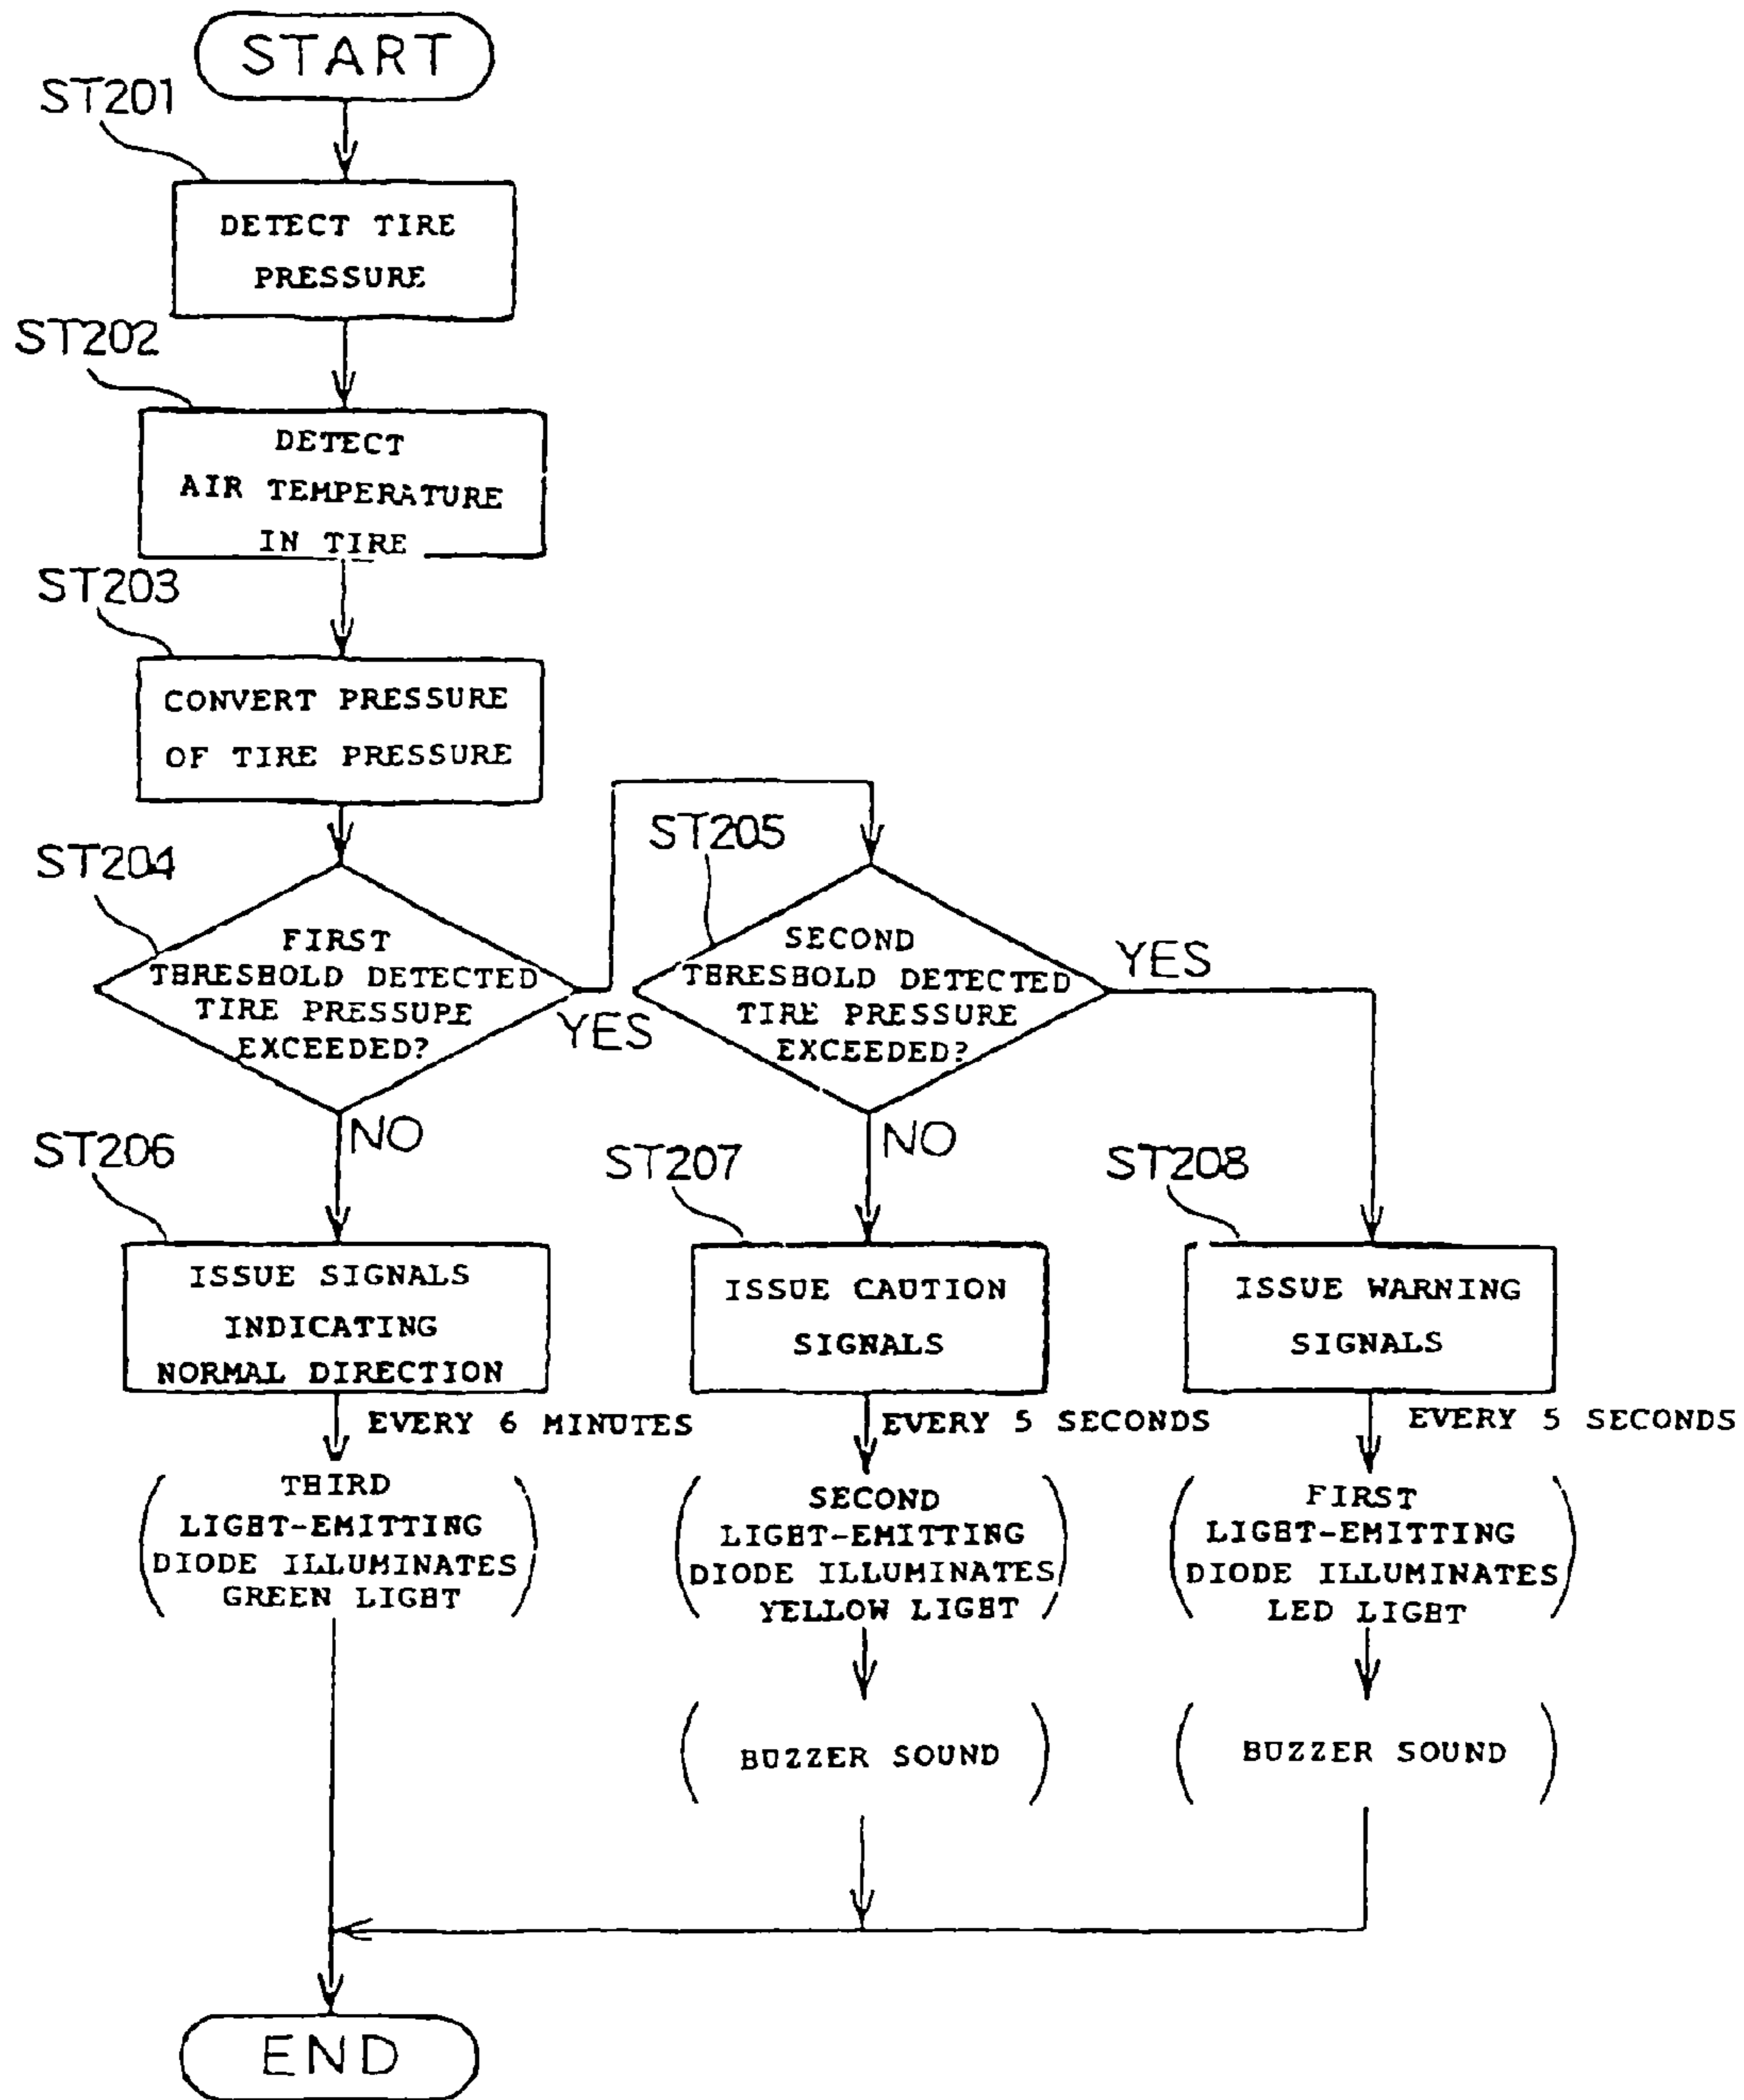 START
ST201
DETECT TIRE
PRESSURE
ST202
DETECT
AIR TEMPERATURE
IN TIRE
ST203
CONVERT PRESSURE
OF TIRE PRESSURE
ST204
FIRST
THRESHOLD DETECTED
TIRE PRESSUPE
EXCEEDED?
YES
NO
ST205
SECOND
THRESHOLD DETECTED
TIRE PRESSURE
EXCEEDED?
YES
NO
ST206
ISSUE SIGNALS
INDICATING
NORMAL DIRECTION
EVERY 6 MINUTES
THIRD
LIGHT-EMITTING
DIODE ILLUMINATES
GREEN LIGHT
ST207
ISSUE CAUTION
SIGNALS
EVERY 5 SECONDS
SECOND
LIGHT-EMITTING
DIODE ILLUMINATES
YELLOW LIGHT
BUZZER SOUND
ST208
ISSUE WARNING
SIGNALS
EVERY 5 SECONDS
FIRST
LIGHT-EMITTING
DIODE ILLUMINATES
LED LIGHT
BUZZER SOUND
END